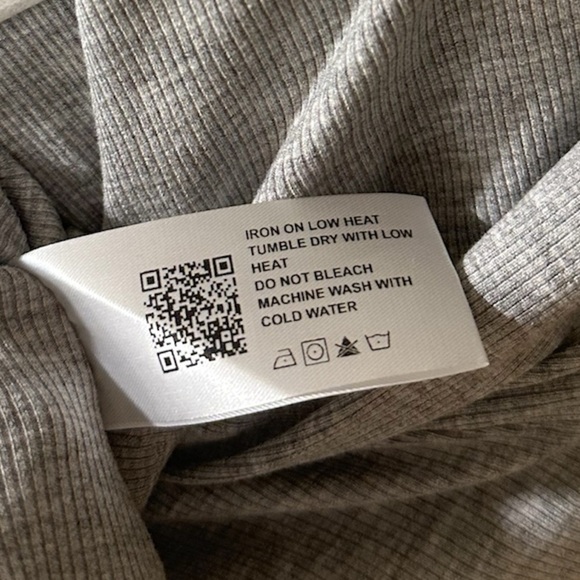 IRON ON LOW HEAT
TUMBLE DRY WITH LOW
HEAT
DO NOT BLEACH
MACHINE WASH WITH
COLD WATER